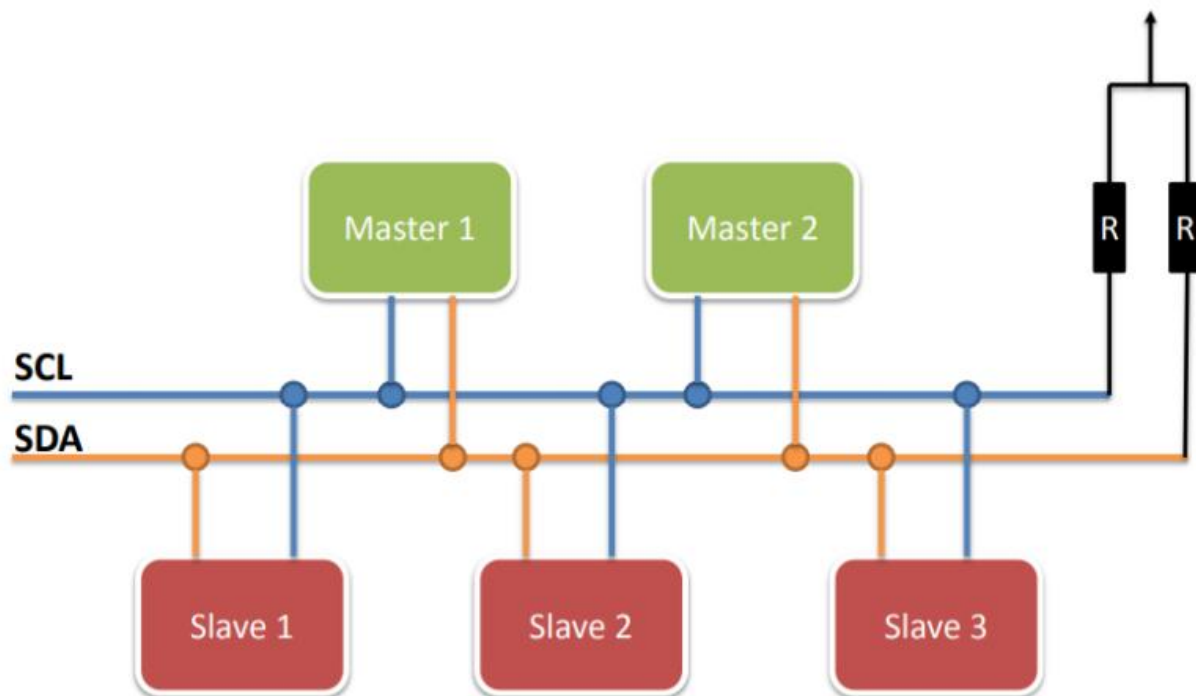 Master 1
Master 2
R
R
SCL
SDA
Slave 1
Slave 2
Slave 3